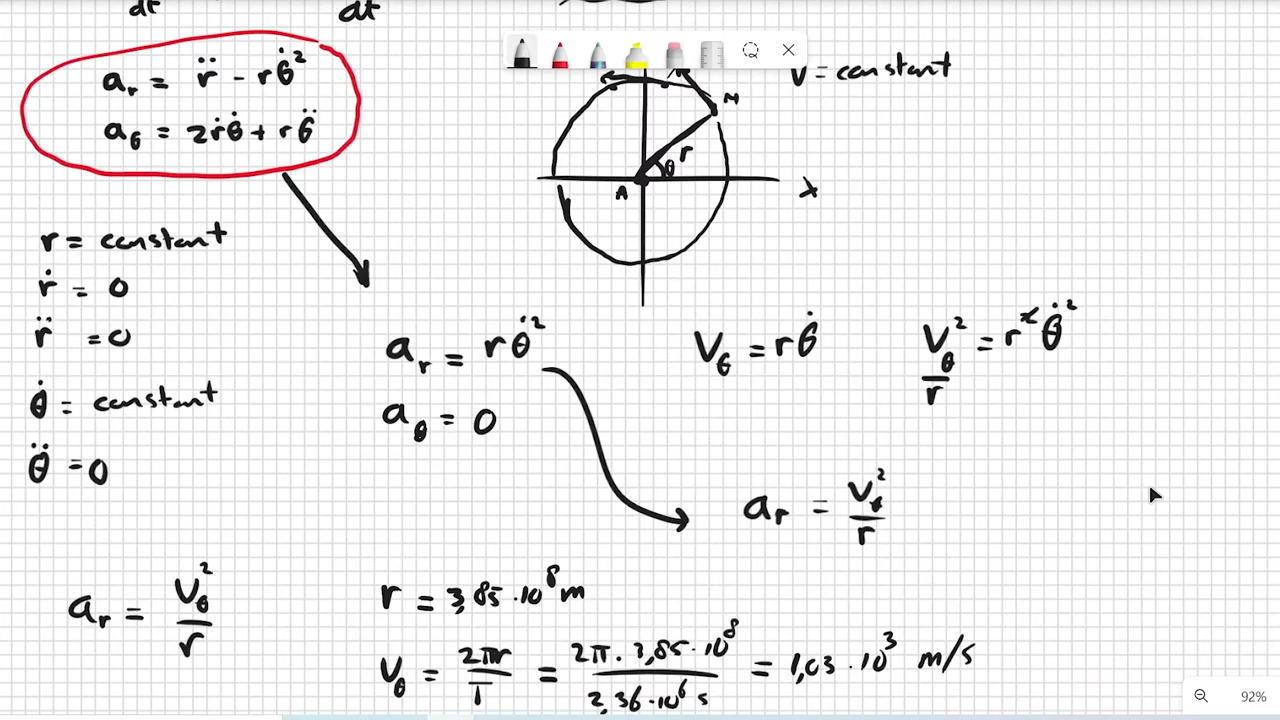 dt dt
a_r = r̈ - rθ̇²
a_θ = 2ṙθ̇ + rθ̈
V = constant
M
r
θ
A
x
r = constant
ṙ = 0
r̈ = 0
θ̇ = constant
θ̈ = 0
a_r = rθ̇²
a_θ = 0
V_θ = rθ̇
V_θ²/r = r²θ̇²
a_r = V_θ²/r
a_r = V_θ²/r
r = 3,85 · 10⁸ m
V_θ = 2πr/T = 2π · 3,85 · 10⁸/2,36 · 10⁶ s = 1,03 · 10³ m/s
92%